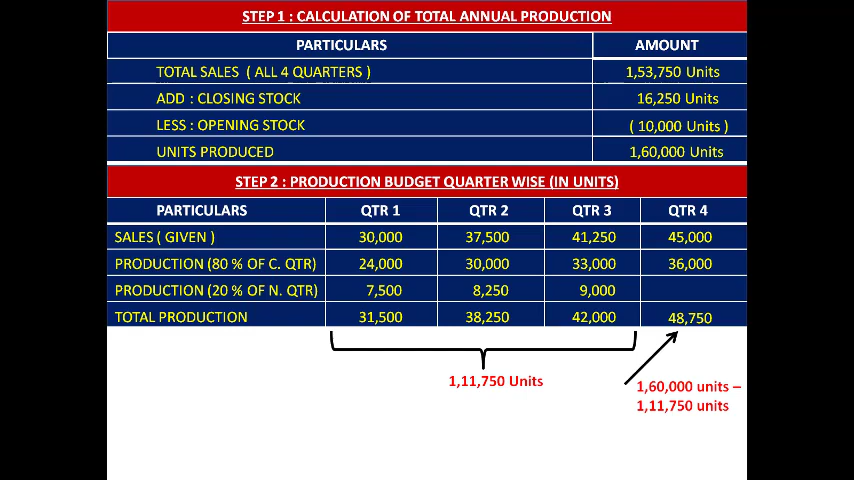 STEP 1 : CALCULATION OF TOTAL ANNUAL PRODUCTION
PARTICULARS AMOUNT
TOTAL SALES ( ALL 4 QUARTERS ) 1,53,750 Units
ADD : CLOSING STOCK 16,250 Units
LESS : OPENING STOCK ( 10,000 Units )
UNITS PRODUCED 1,60,000 Units
STEP 2 : PRODUCTION BUDGET QUARTER WISE (IN UNITS)
PARTICULARS QTR 1 QTR 2 QTR 3 QTR 4
SALES ( GIVEN ) 30,000 37,500 41,250 45,000
PRODUCTION (80 % OF C. QTR) 24,000 30,000 33,000 36,000
PRODUCTION (20 % OF N. QTR) 7,500 8,250 9,000
TOTAL PRODUCTION 31,500 38,250 42,000 48,750
1,11,750 Units
1,60,000 units –
1,11,750 units